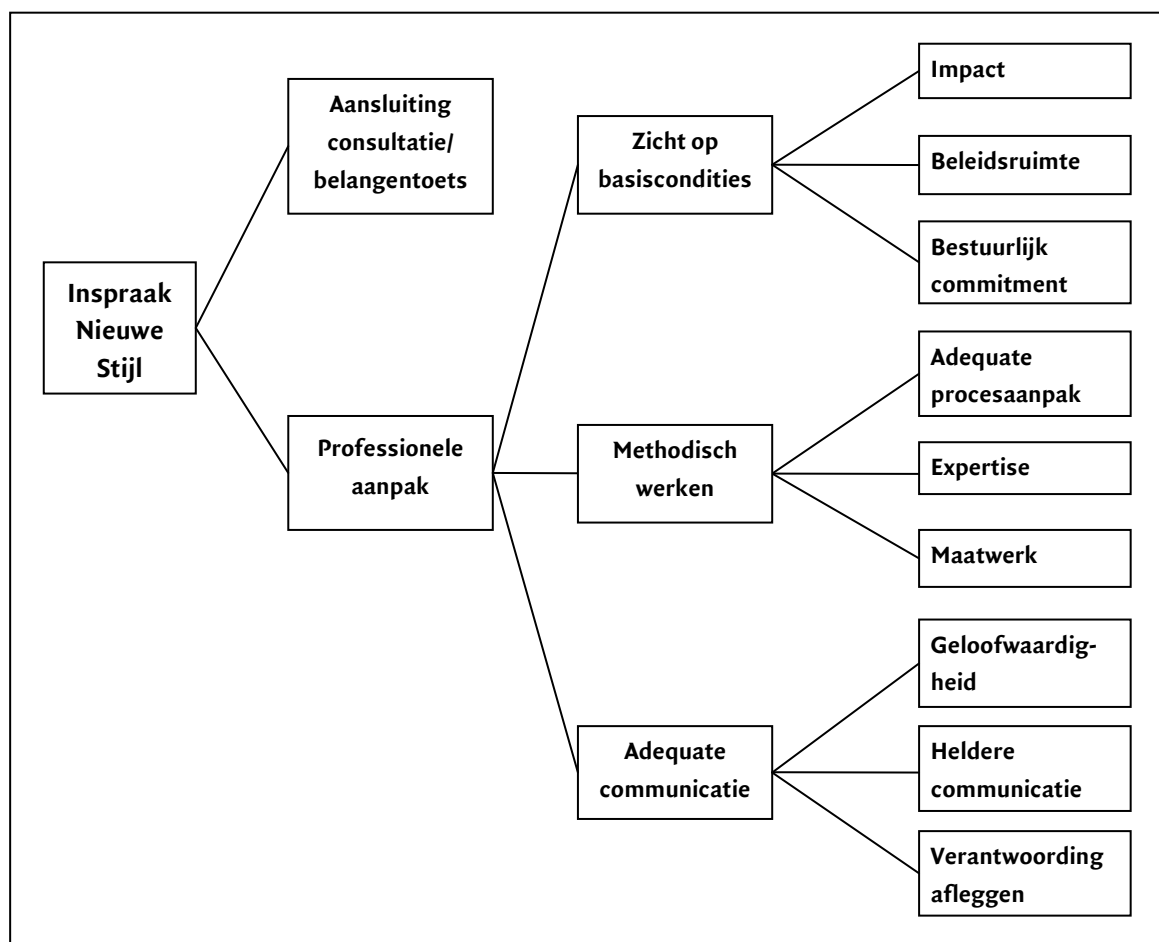 Inspraak
Nieuwe
Stijl
Aansluiting
consultatie/
belangentoets
Professionele
aanpak
Zicht op
basiscondities
Methodisch
werken
Adequate
communicatie
Impact
Beleidsruimte
Bestuurlijk
commitment
Adequate
procesaanpak
Expertise
Maatwerk
Geloofwaardig-
heid
Heldere
communicatie
Verantwoording
afleggen